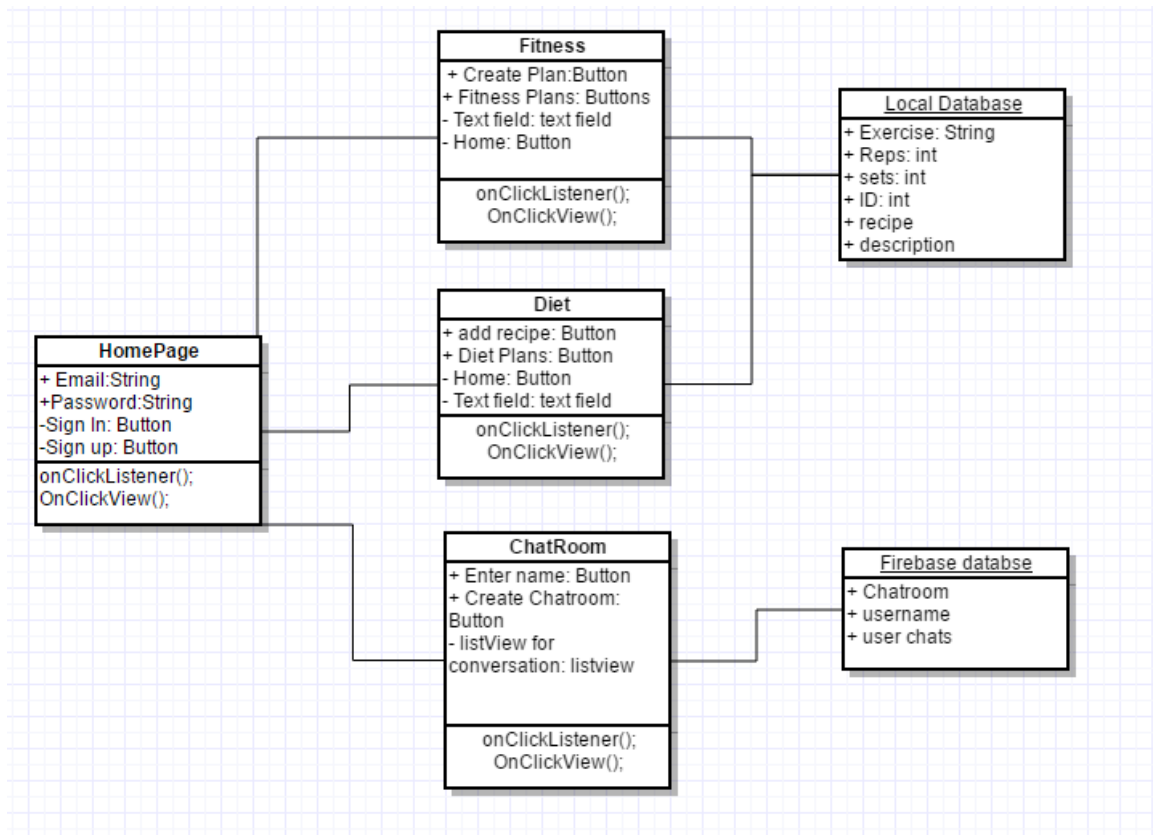 Fitness
+ Create Plan:Button
+ Fitness Plans: Buttons
- Text field: text field
- Home: Button
onClickListener();
OnClickView();
Local Database
+ Exercise: String
+ Reps: int
+ sets: int
+ ID: int
+ recipe
+ description
Diet
+ add recipe: Button
+ Diet Plans: Button
- Home: Button
- Text field: text field
onClickListener();
OnClickView();
HomePage
+ Email:String
+Password:String
-Sign In: Button
-Sign up: Button
onClickListener();
OnClickView();
ChatRoom
+ Enter name: Button
+ Create Chatroom:
Button
- listView for
conversation: listview
onClickListener();
OnClickView();
Firebase databse
+ Chatroom
+ username
+ user chats